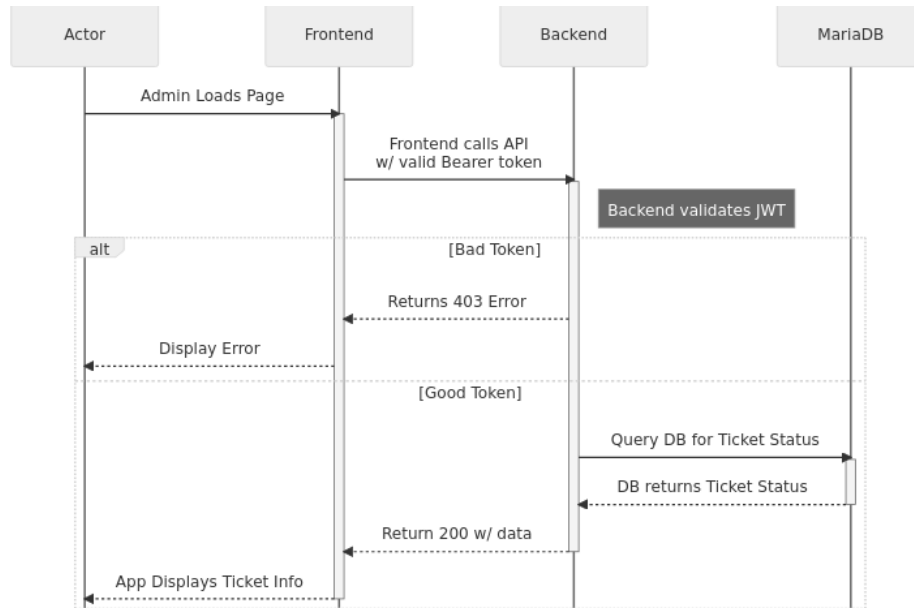 Actor
Frontend
Backend
MariaDB
Admin Loads Page
Frontend calls API
w/ valid Bearer token
Backend validates JWT
alt
[Bad Token]
Returns 403 Error
Display Error
[Good Token]
Query DB for Ticket Status
DB returns Ticket Status
Return 200 w/ data
App Displays Ticket Info